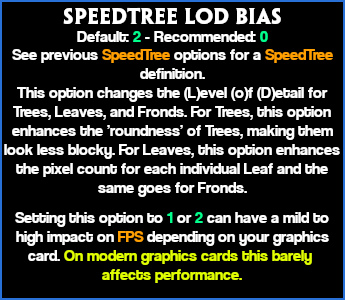 SPEEDTREE LOD BIAS
Default: 2 - Recommended: 0
See previous SpeedTree options for a SpeedTree
definition.
This option changes the (L)evel (o)f (D)etail for
Trees, Leaves, and Fronds. For Trees, this option
enhances the 'roundness' of Trees, making them
look less blocky. For Leaves, this option enhances
the pixel count for each individual Leaf and the
same goes for Fronds.
Setting this option to 1 or 2 can have a mild to
high impact on FPS depending on your graphics
card. On modern graphics cards this barely
affects performance.